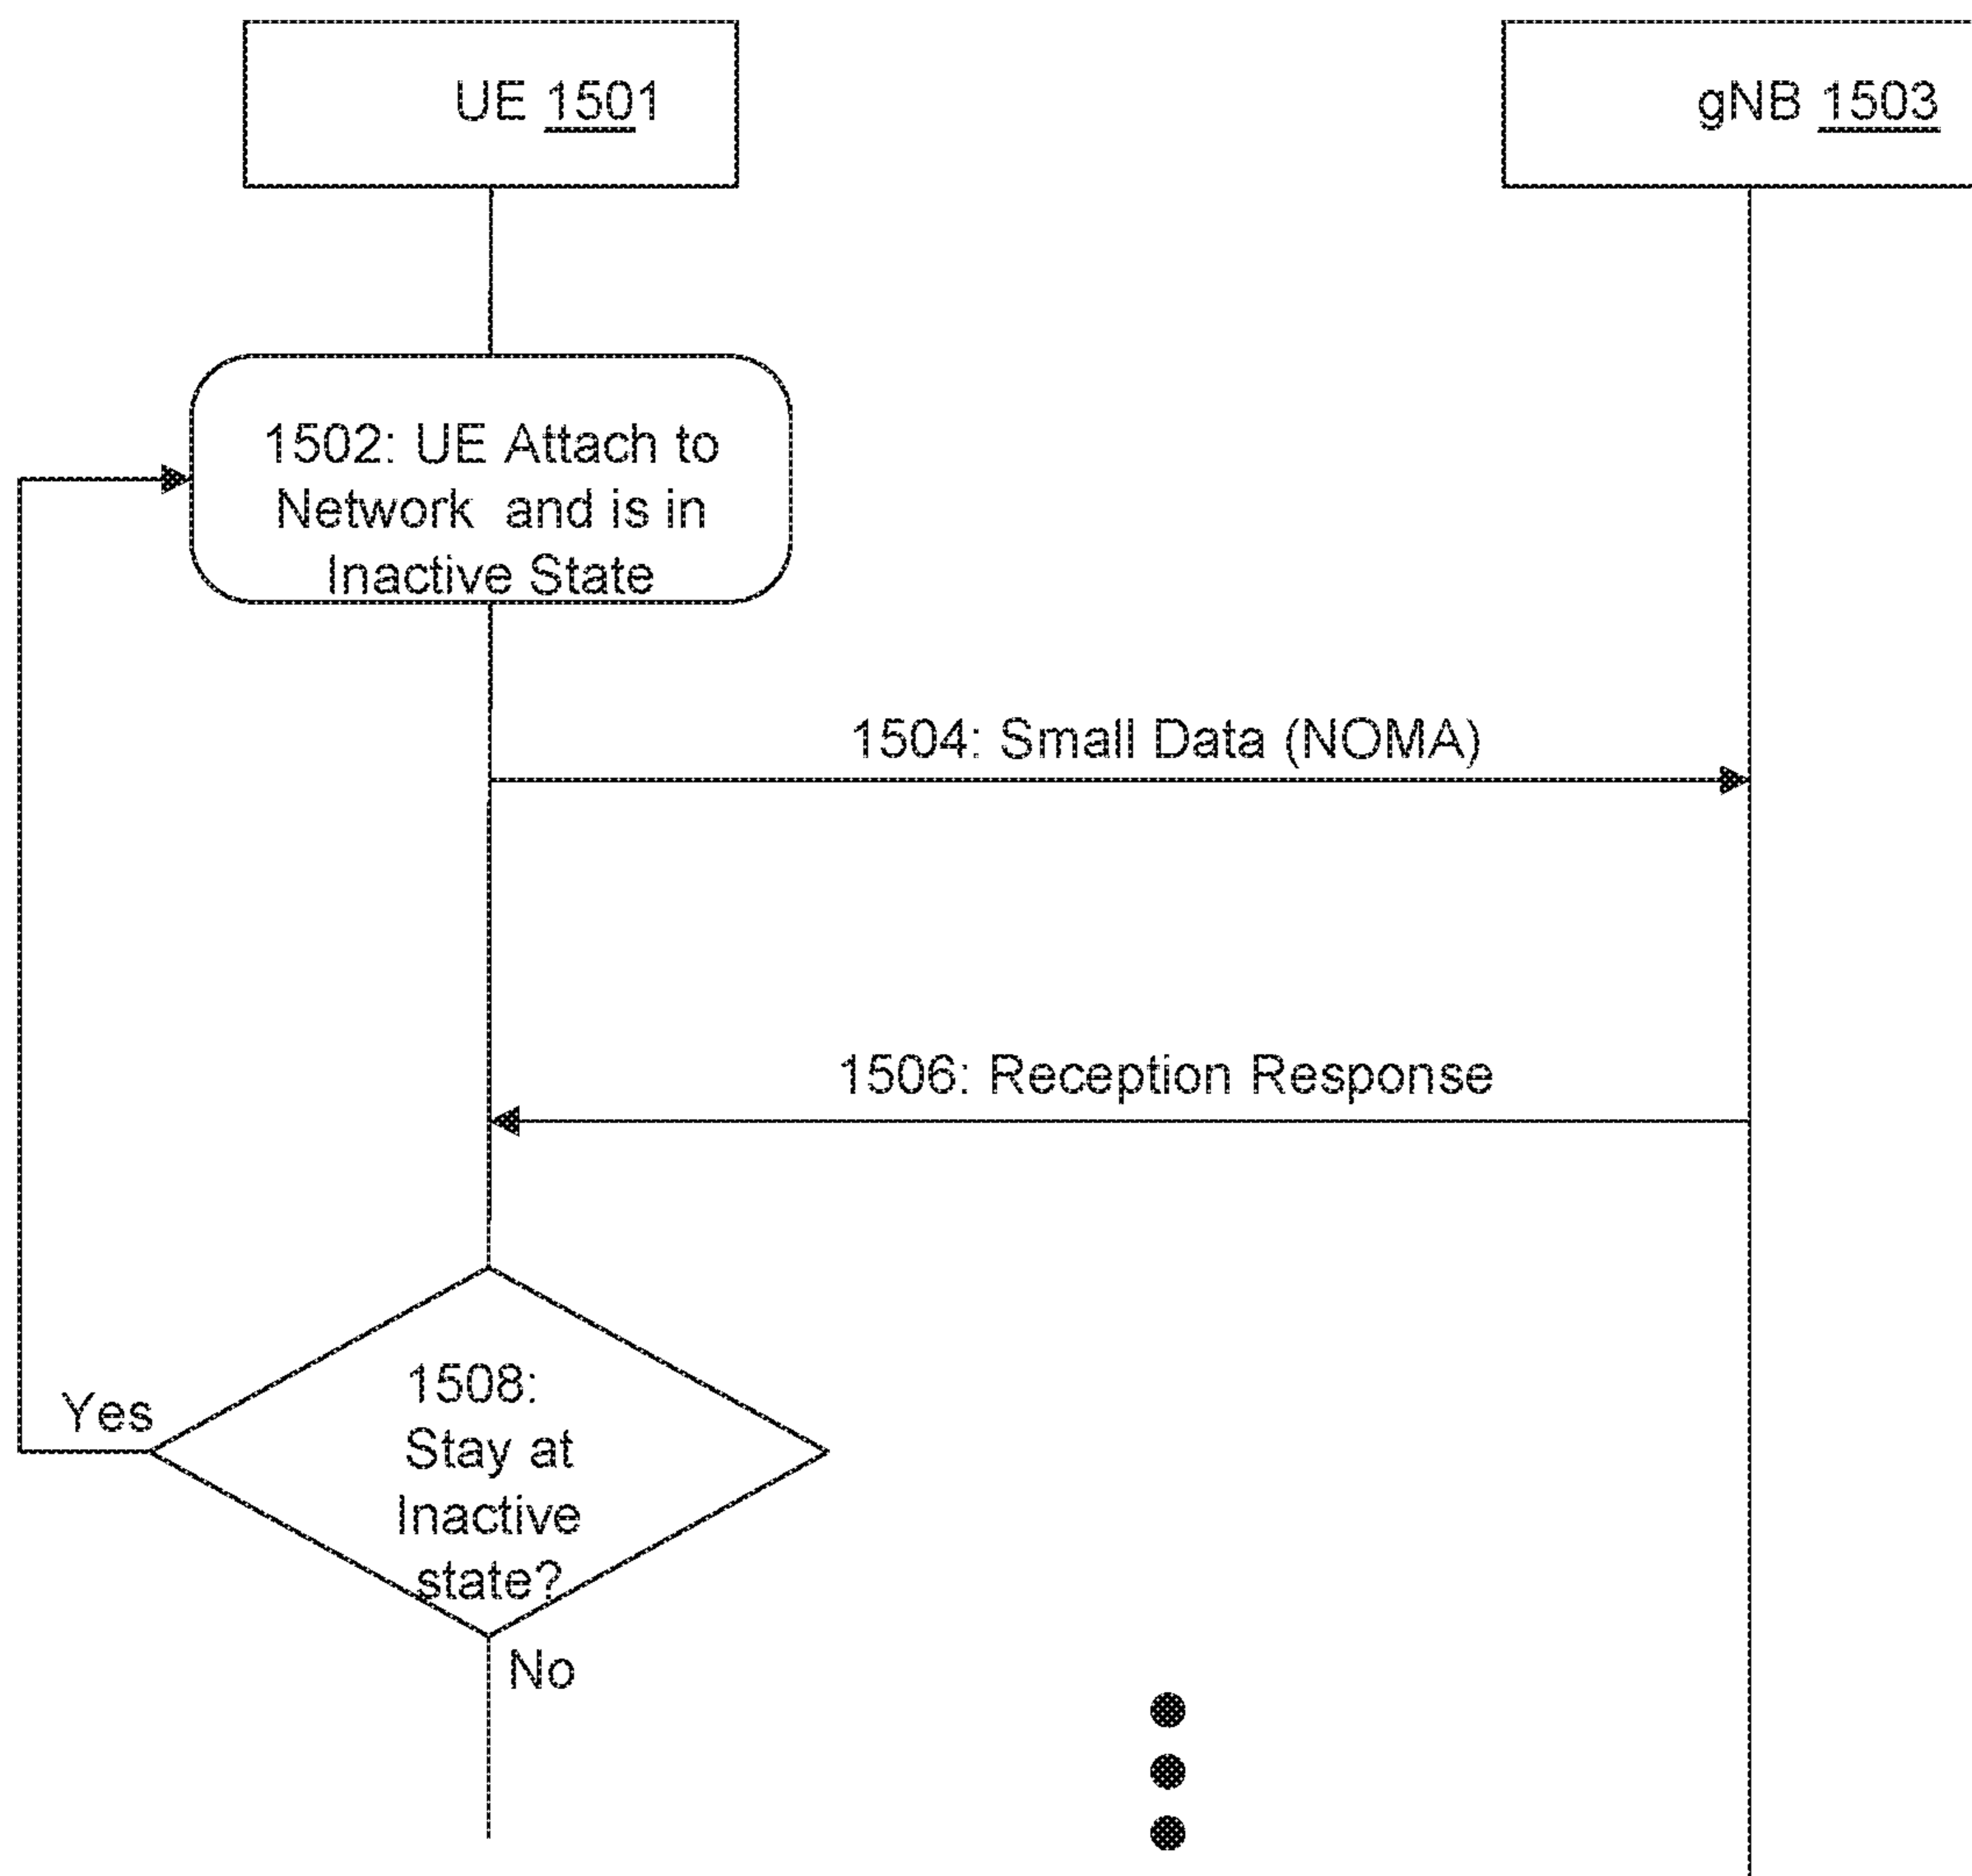 UE 1501
gNB 1503
1502: UE Attach to
Network and is in
Inactive State
1504: Small Data (NOMA)
1506: Reception Response
1508:
Stay at
Inactive
state?
Yes
No